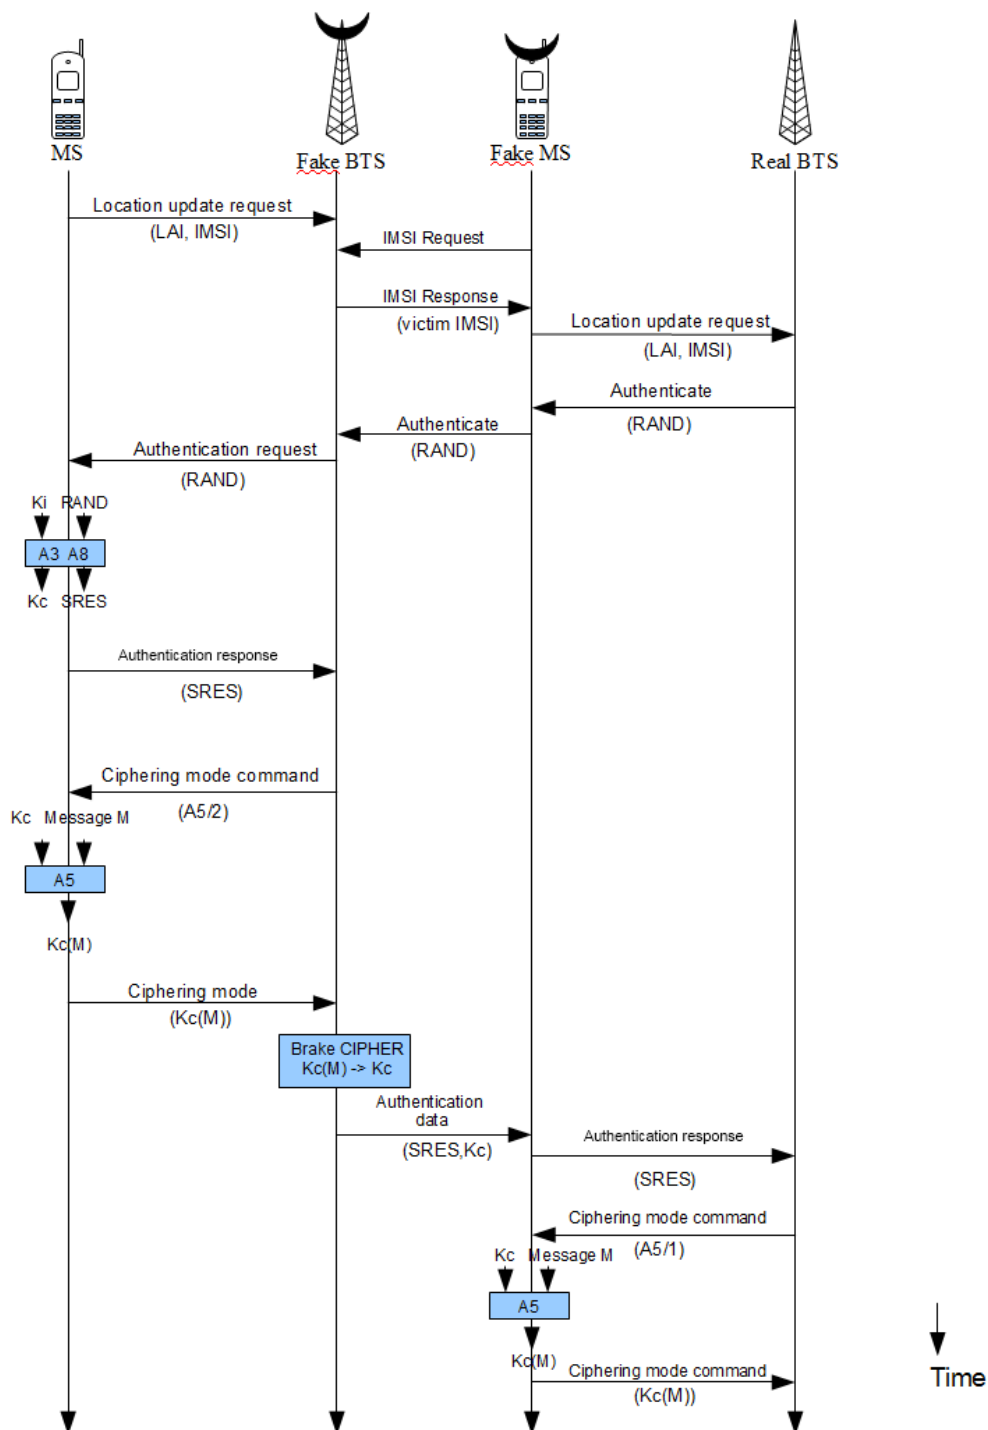 MS
Fake BTS
Fake MS
Real BTS
Location update request
(LAI, IMSI)
IMSI Request
IMSI Response
(victim IMSI)
Location update request
(LAI, IMSI)
Authenticate
(RAND)
Authenticate
(RAND)
Authentication request
(RAND)
Ki RAND
A3 A8
Kc SRES
Authentication response
(SRES)
Ciphering mode command
(A5/2)
Kc Message M
A5
Kc(M)
Ciphering mode
(Kc(M))
Brake CIPHER
Kc(M) -> Kc
Authentication
data
(SRES,Kc)
Authentication response
(SRES)
Ciphering mode command
(A5/1)
Kc Message M
A5
Kc(M)
Ciphering mode command
(Kc(M))
Time